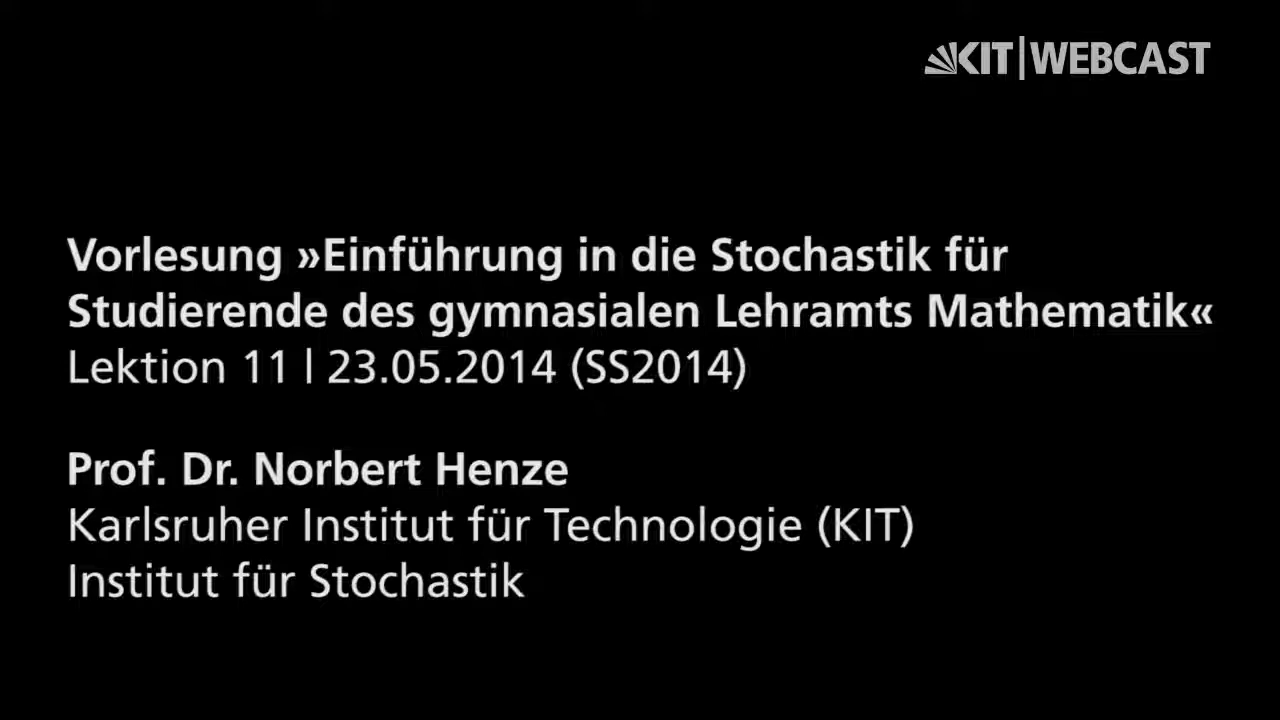 KIT|WEBCAST
Vorlesung »Einführung in die Stochastik für
Studierende des gymnasialen Lehramts Mathematik«
Lektion 11 | 23.05.2014 (SS2014)
Prof. Dr. Norbert Henze
Karlsruher Institut für Technologie (KIT)
Institut für Stochastik